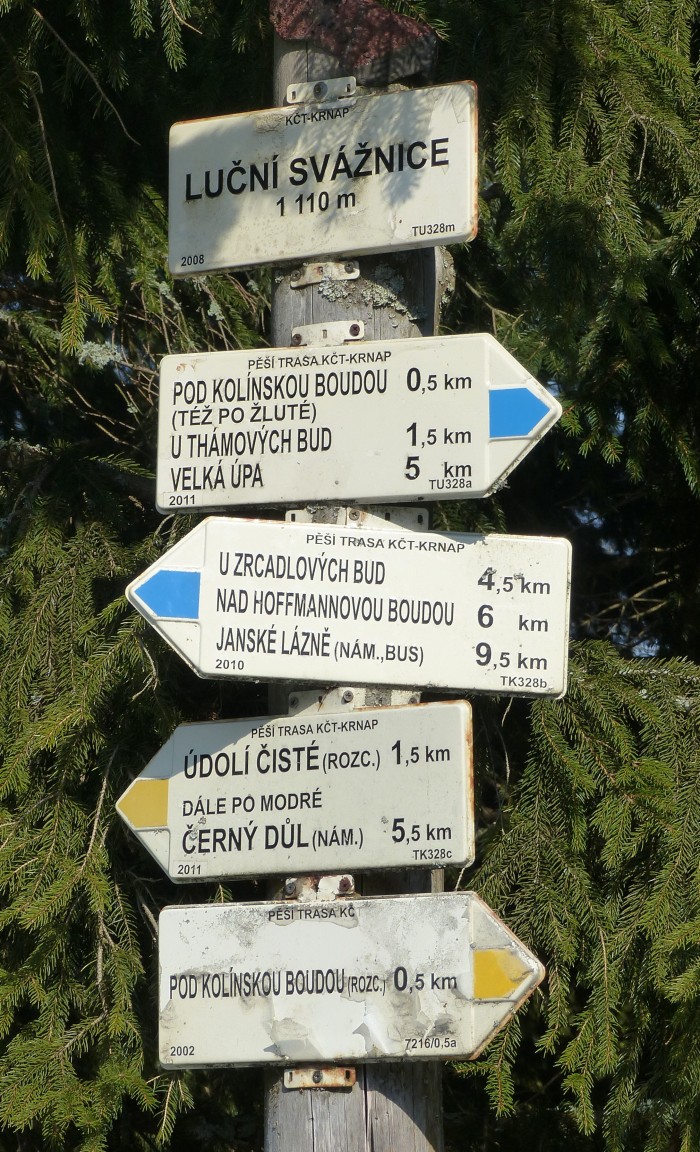 KČT-KRNAP
LUČNÍ SVÁŽNICE
1 110 m
2008 TU328m
PĚŠÍ TRASA KČT-KRNAP
POD KOLÍNSKOU BOUDOU 0,5 km
(TÉŽ PO ŽLUTÉ)
U THÁMOVÝCH BUD 1,5 km
VELKÁ ÚPA 5 km
2011 TU328a
PĚŠÍ TRASA KČT-KRNAP
U ZRCADLOVÝCH BUD 4,5 km
NAD HOFFMANNOVOU BOUDOU 6 km
JANSKÉ LÁZNĚ (NÁM.,BUS) 9,5 km
2010 TK328b
PĚŠÍ TRASA KČT-KRNAP
ÚDOLÍ ČISTÉ (ROZC.) 1,5 km
DÁLE PO MODRÉ
ČERNÝ DŮL (NÁM.) 5,5 km
2011 TK328c
PĚŠÍ TRASA KČ
POD KOLÍNSKOU BOUDOU (ROZC.) 0,5 km
2002 7216/0,5a